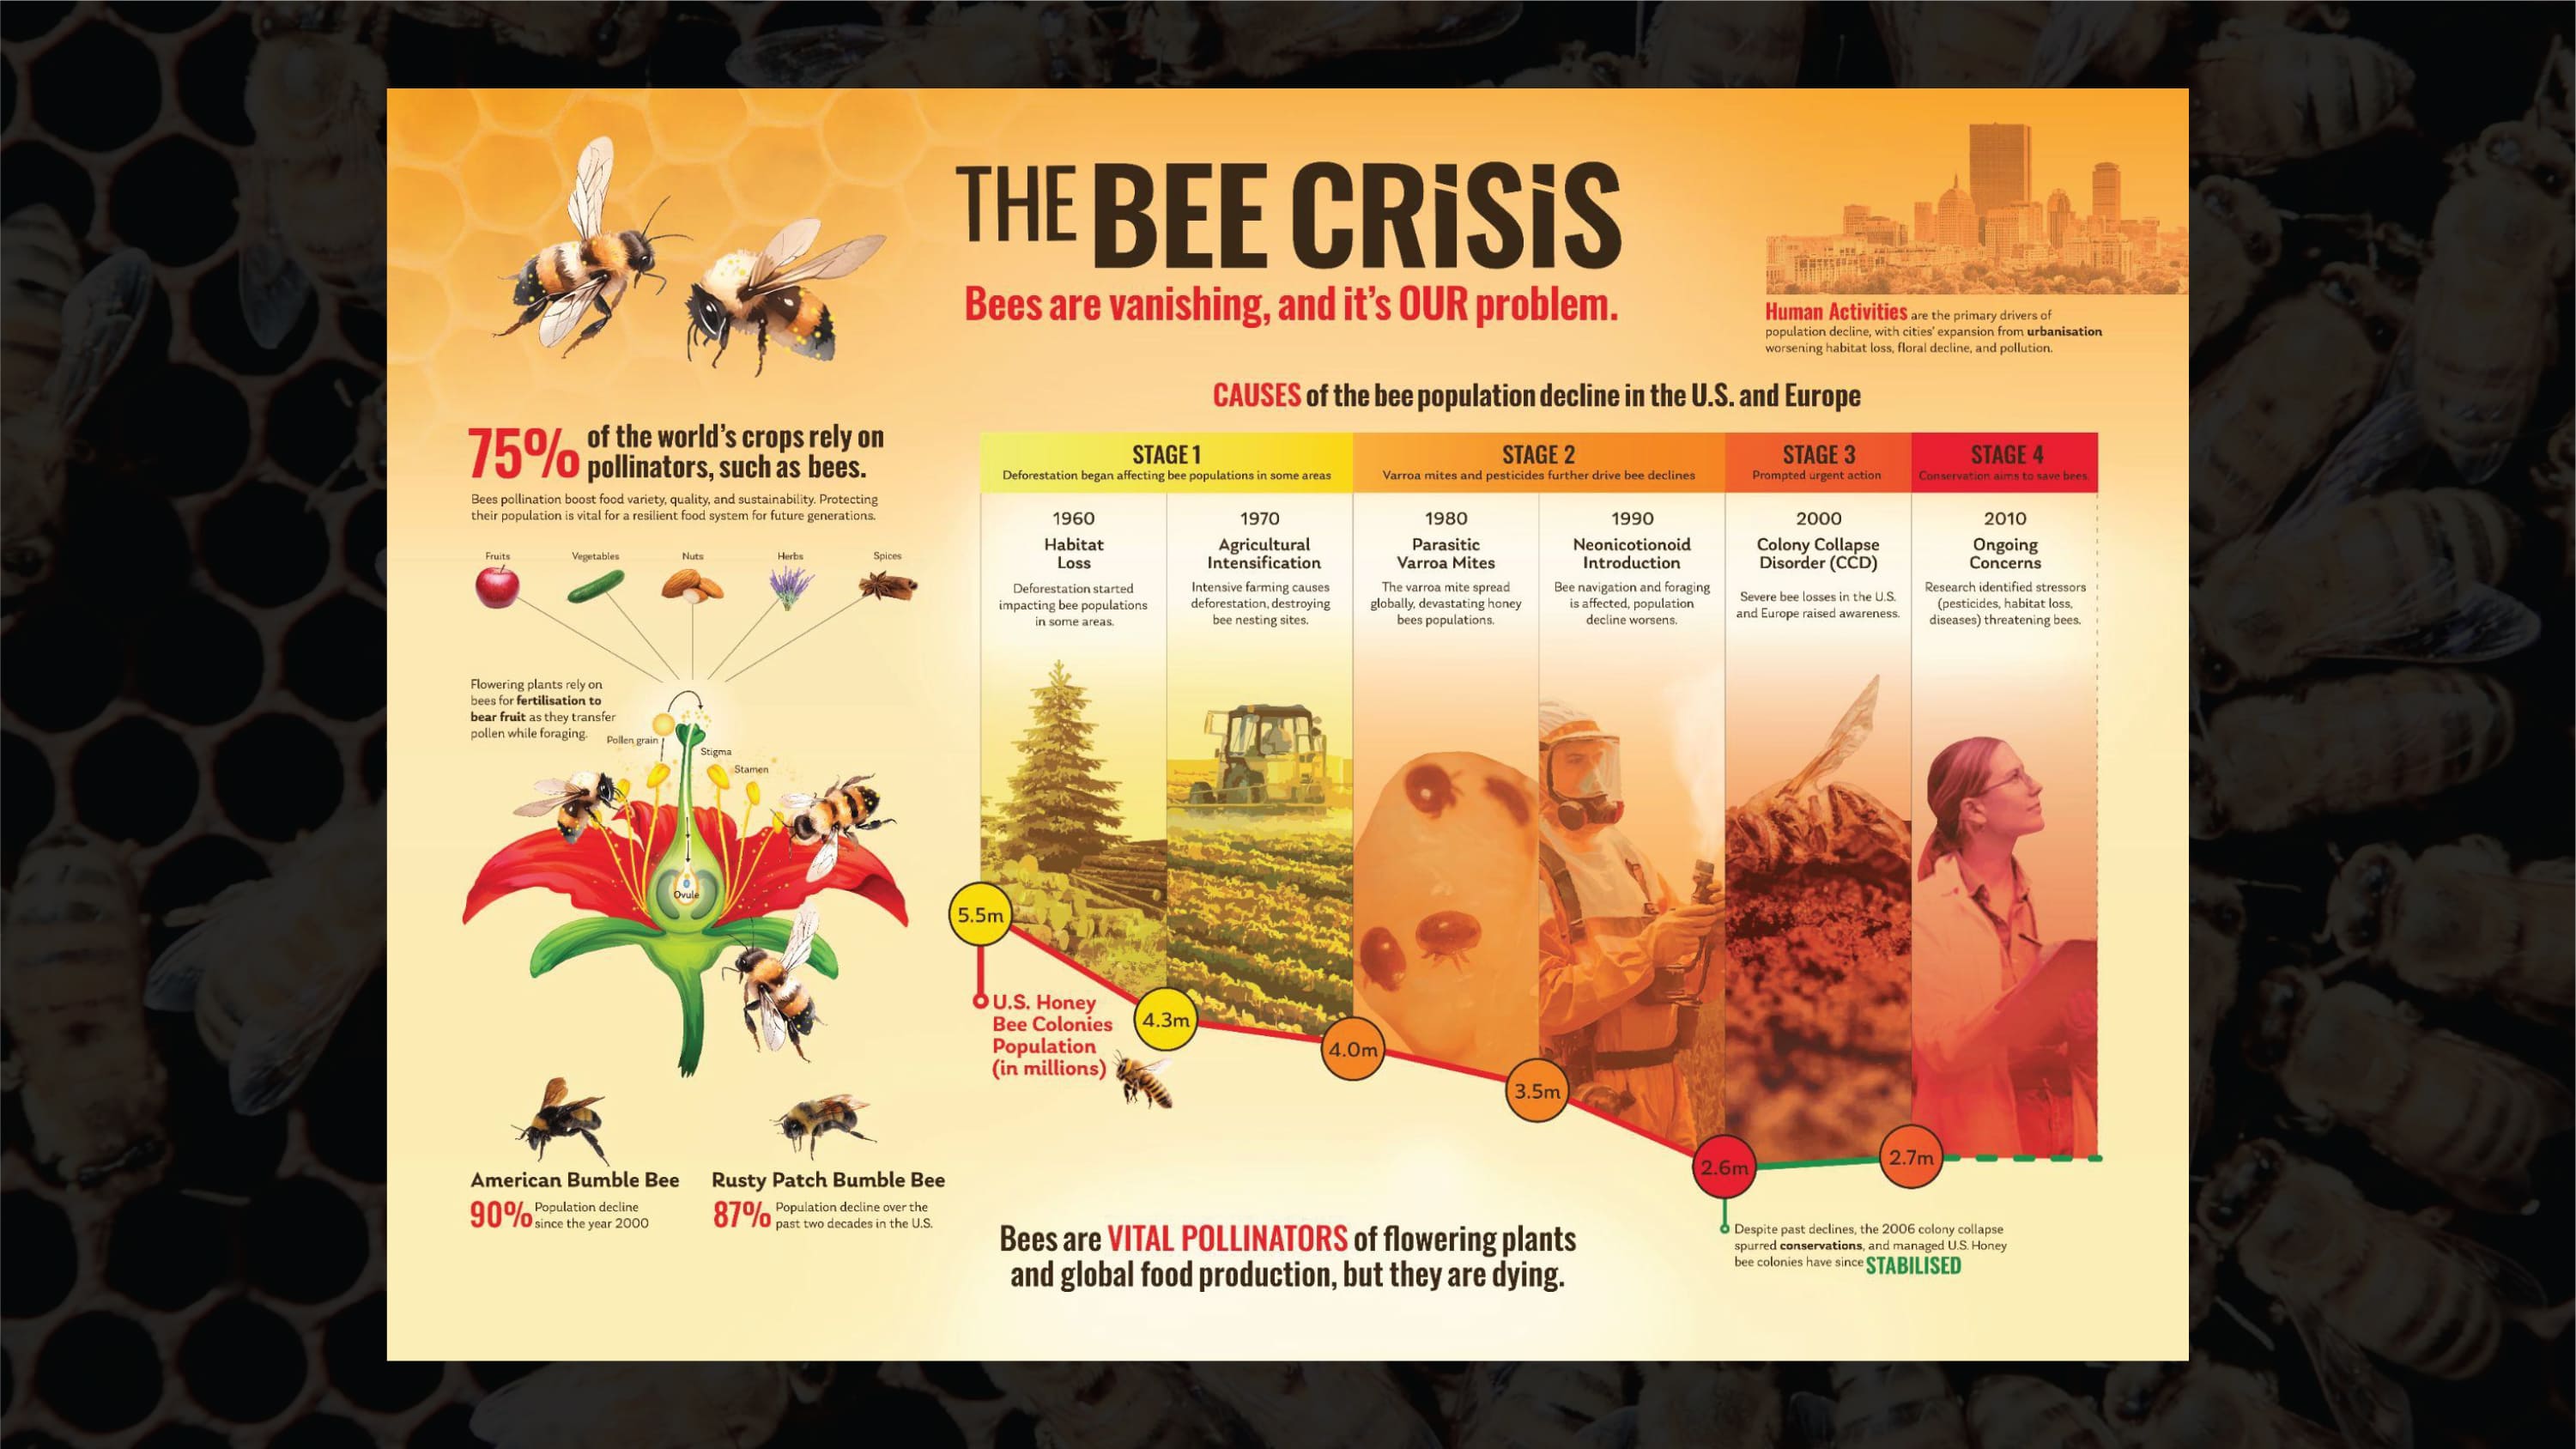 THE BEE CRiSiS
Bees are vanishing, and it's OUR problem.
Human Activities are the primary drivers of
population decline, with cities' expansion from urbanisation
worsening habitat loss, floral decline, and pollution.
75% of the world's crops rely on
pollinators, such as bees.
Bees pollination boost food variety, quality, and sustainability. Protecting
their population is vital for a resilient food system for future generations.
Fruits
Vegetables
Nuts
Herbs
Spices
Flowering plants rely on
bees for fertilisation to
bear fruit as they transfer
pollen while foraging.
Pollen grain
Stigma
Stamen
Ovule
American Bumble Bee
90% Population decline
since the year 2000
Rusty Patch Bumble Bee
87% Population decline over the
past two decades in the U.S.
CAUSES of the bee population decline in the U.S. and Europe
STAGE 1
Deforestation began affecting bee populations in some areas
STAGE 2
Varroa mites and pesticides further drive bee declines
STAGE 3
Prompted urgent action
STAGE 4
Conservation aims to save bees.
1960
Habitat
Loss
Deforestation started
impacting bee populations
in some areas.
1970
Agricultural
Intensification
Intensive farming causes
deforestation, destroying
bee nesting sites.
1980
Parasitic
Varroa Mites
The varroa mite spread
globally, devastating honey
bees populations.
1990
Neonicotionoid
Introduction
Bee navigation and foraging
is affected, population
decline worsens.
2000
Colony Collapse
Disorder (CCD)
Severe bee losses in the U.S.
and Europe raised awareness.
2010
Ongoing
Concerns
Research identified stressors
(pesticides, habitat loss,
diseases) threatening bees.
5.5m
4.3m
4.0m
3.5m
2.6m
2.7m
U.S. Honey
Bee Colonies
Population
(in millions)
Despite past declines, the 2006 colony collapse
spurred conservations, and managed U.S. Honey
bee colonies have since STABILISED
Bees are VITAL POLLINATORS of flowering plants
and global food production, but they are dying.